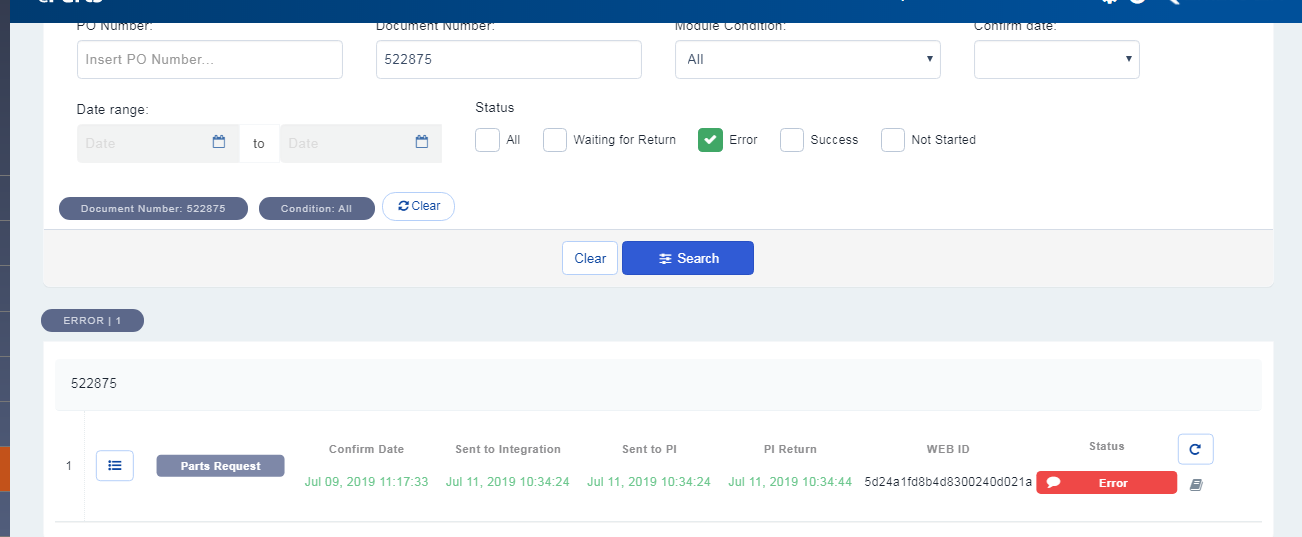 PO Number: Document Number: Module Condition: Confirm date:
Insert PO Number... 522875 All
Date range: Status
Date to Date All Waiting for Return Error Success Not Started
Document Number: 522875 Condition: All Clear
Clear Search
ERROR | 1
522875
Confirm Date Sent to Integration Sent to PI PI Return WEB ID Status
1 Parts Request
Jul 09, 2019 11:17:33 Jul 11, 2019 10:34:24 Jul 11, 2019 10:34:24 Jul 11, 2019 10:34:44 5d24a1fd8b4d8300240d021a Error